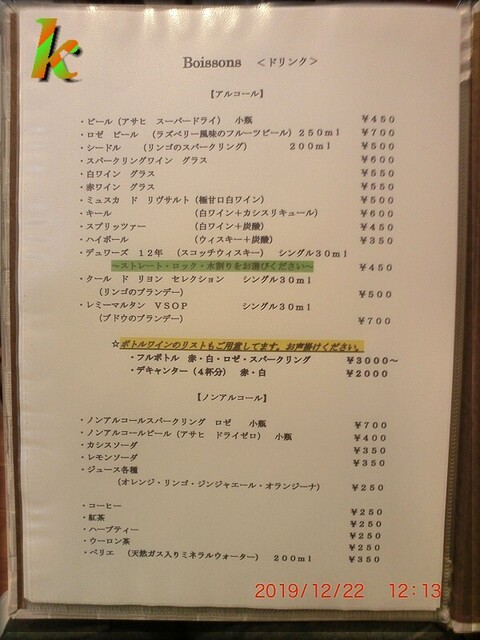 k
Boissons <ドリンク>
【アルコール】
・ビール（アサヒ スーパードライ） 小瓶 ￥４５０
・ロゼ ビール （ラズベリー風味のフルーツビール）２５０ｍｌ ￥７００
・シードル （リンゴのスパークリング） ２００ｍｌ ￥５００
・スパークリングワイン グラス ￥６００
・白ワイン グラス ￥５５０
・赤ワイン グラス ￥５５０
・ミュスカ ド リヴサルト（極甘口白ワイン） ￥５００
・キール （白ワイン＋カシスリキュール） ￥６００
・スプリッツァー （白ワイン＋炭酸） ￥４５０
・ハイボール （ウィスキー＋炭酸） ￥３５０
・デュワーズ １２年 （スコッチウィスキー） シングル３０ｍｌ
～ストレート・ロック・水割りをお選びください～ ￥４５０
・クール ド リヨン セレクション シングル３０ｍｌ
（リンゴのブランデー） ￥５００
・レミーマルタン ＶＳＯＰ シングル３０ｍｌ
（ブドウのブランデー） ￥７００
☆ボトルワインのリストもご用意してます。お声掛けください。
・フルボトル 赤・白・ロゼ・スパークリング ￥３０００～
・デキャンター（４杯分） 赤・白 ￥２０００
【ノンアルコール】
・ノンアルコールスパークリング ロゼ 小瓶 ￥７００
・ノンアルコールビール（アサヒ ドライゼロ） 小瓶 ￥４００
・カシスソーダ ￥３５０
・レモンソーダ ￥３５０
・ジュース各種
（オレンジ・リンゴ・ジンジャエール・オランジーナ） ￥２５０
・コーヒー ￥２５０
・紅茶 ￥２５０
・ハーブティー ￥２５０
・ウーロン茶 ￥２５０
・ペリエ （天然ガス入りミネラルウォーター） ２００ｍｌ ￥３５０
2019/12/22 12:13